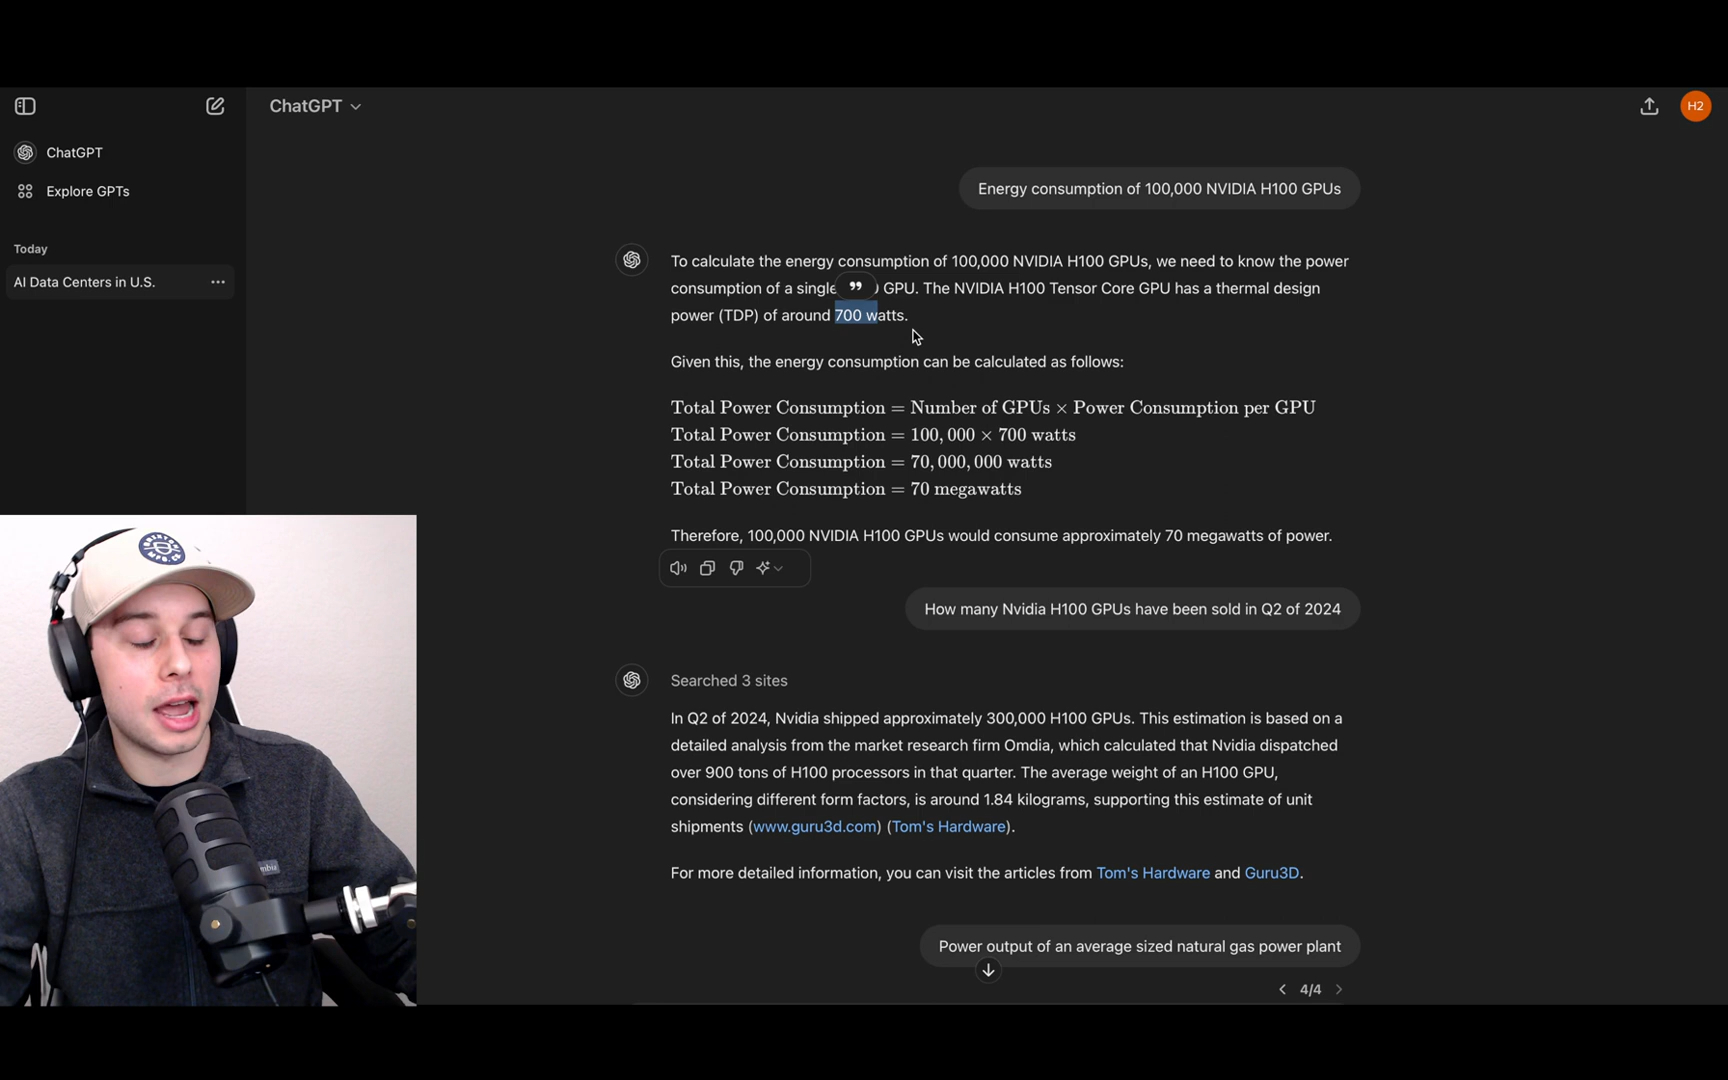 ChatGPT
H2
ChatGPT
Explore GPTs
Today
AI Data Centers in U.S.
Energy consumption of 100,000 NVIDIA H100 GPUs
To calculate the energy consumption of 100,000 NVIDIA H100 GPUs, we need to know the power
consumption of a single GPU. The NVIDIA H100 Tensor Core GPU has a thermal design
power (TDP) of around 700 watts.
Given this, the energy consumption can be calculated as follows:
Total Power Consumption = Number of GPUs × Power Consumption per GPU
Total Power Consumption = 100,000 × 700 watts
Total Power Consumption = 70,000,000 watts
Total Power Consumption = 70 megawatts
Therefore, 100,000 NVIDIA H100 GPUs would consume approximately 70 megawatts of power.
How many Nvidia H100 GPUs have been sold in Q2 of 2024
Searched 3 sites
In Q2 of 2024, Nvidia shipped approximately 300,000 H100 GPUs. This estimation is based on a
detailed analysis from the market research firm Omdia, which calculated that Nvidia dispatched
over 900 tons of H100 processors in that quarter. The average weight of an H100 GPU,
considering different form factors, is around 1.84 kilograms, supporting this estimate of unit
shipments (www.guru3d.com) (Tom's Hardware).
For more detailed information, you can visit the articles from Tom's Hardware and Guru3D.
Power output of an average sized natural gas power plant
4/4